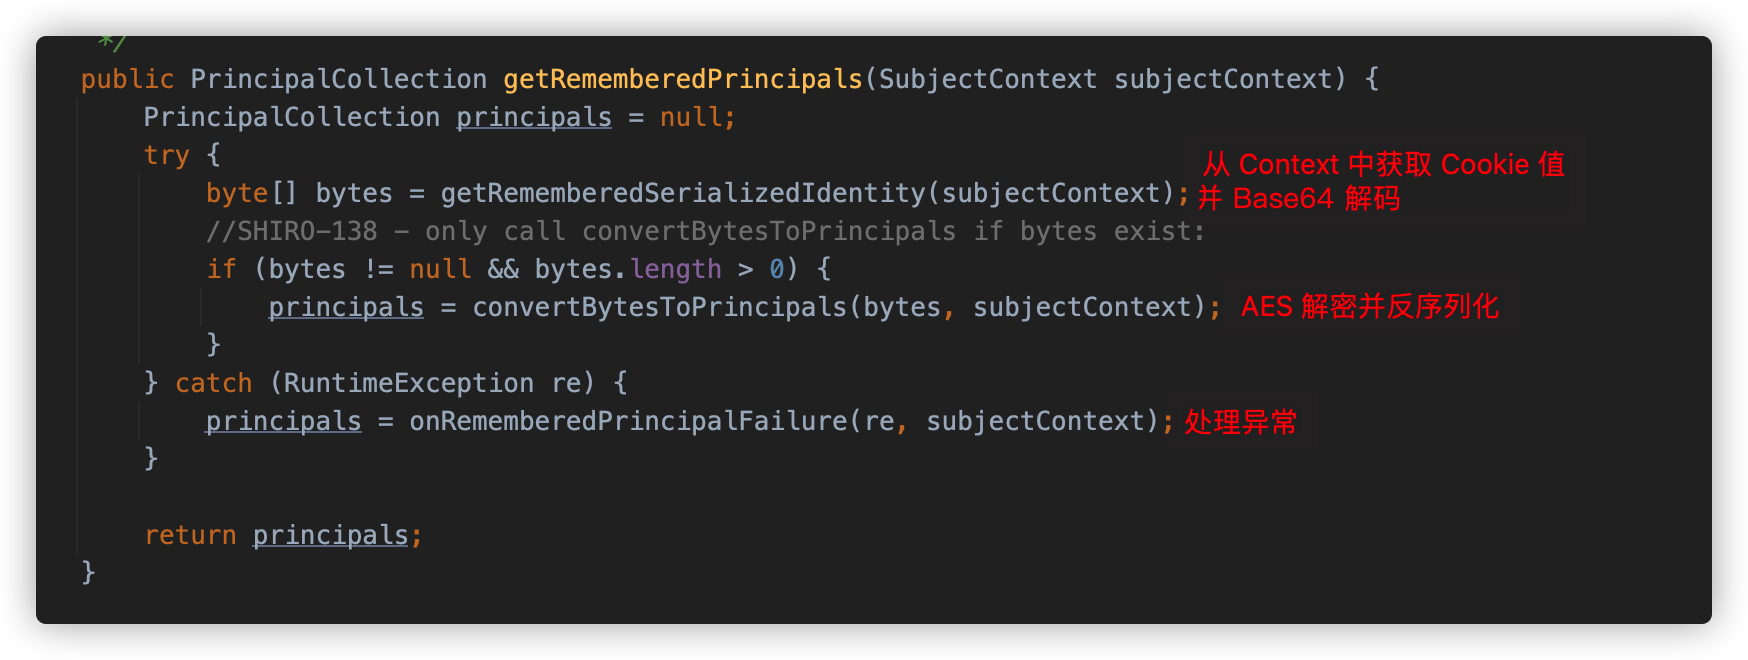 */
public PrincipalCollection getRememberedPrincipals(SubjectContext subjectContext) {
PrincipalCollection principals = null;
try {
从 Context 中获取 Cookie 值
byte[] bytes = getRememberedSerializedIdentity(subjectContext); 并 Base64 解码
//SHIRO-138 - only call convertBytesToPrincipals if bytes exist:
if (bytes != null && bytes.length > 0) {
principals = convertBytesToPrincipals(bytes, subjectContext); AES 解密并反序列化
}
} catch (RuntimeException re) {
principals = onRememberedPrincipalFailure(re, subjectContext); 处理异常
}
return principals;
}